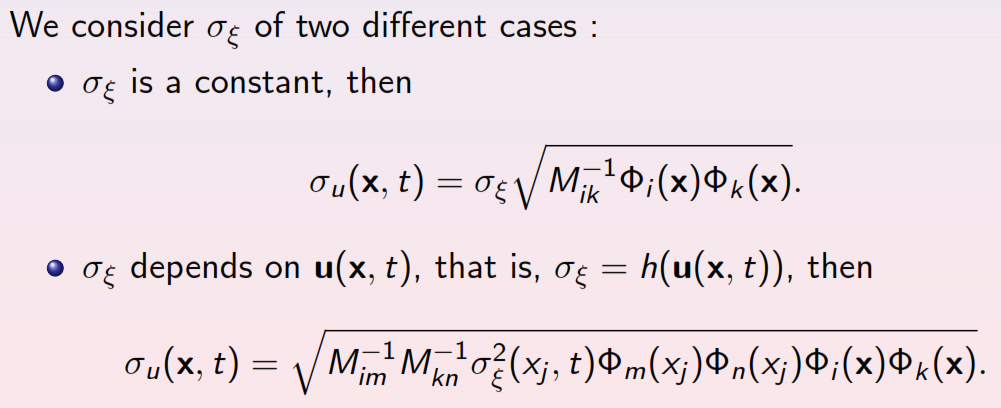 We consider σ_ξ of two different cases :
σ_ξ is a constant, then
σ_u(𝐱, t) = σ_ξ √(M_{ik}^{−1} Φ_i(𝐱)Φ_k(𝐱)).
σ_ξ depends on 𝐮(𝐱, t), that is, σ_ξ = h(𝐮(𝐱, t)), then
σ_u(𝐱, t) = √(M_{im}^{−1} M_{kn}^{−1} σ_ξ^2(x_j, t)Φ_m(x_j)Φ_n(x_j)Φ_i(𝐱)Φ_k(𝐱)).